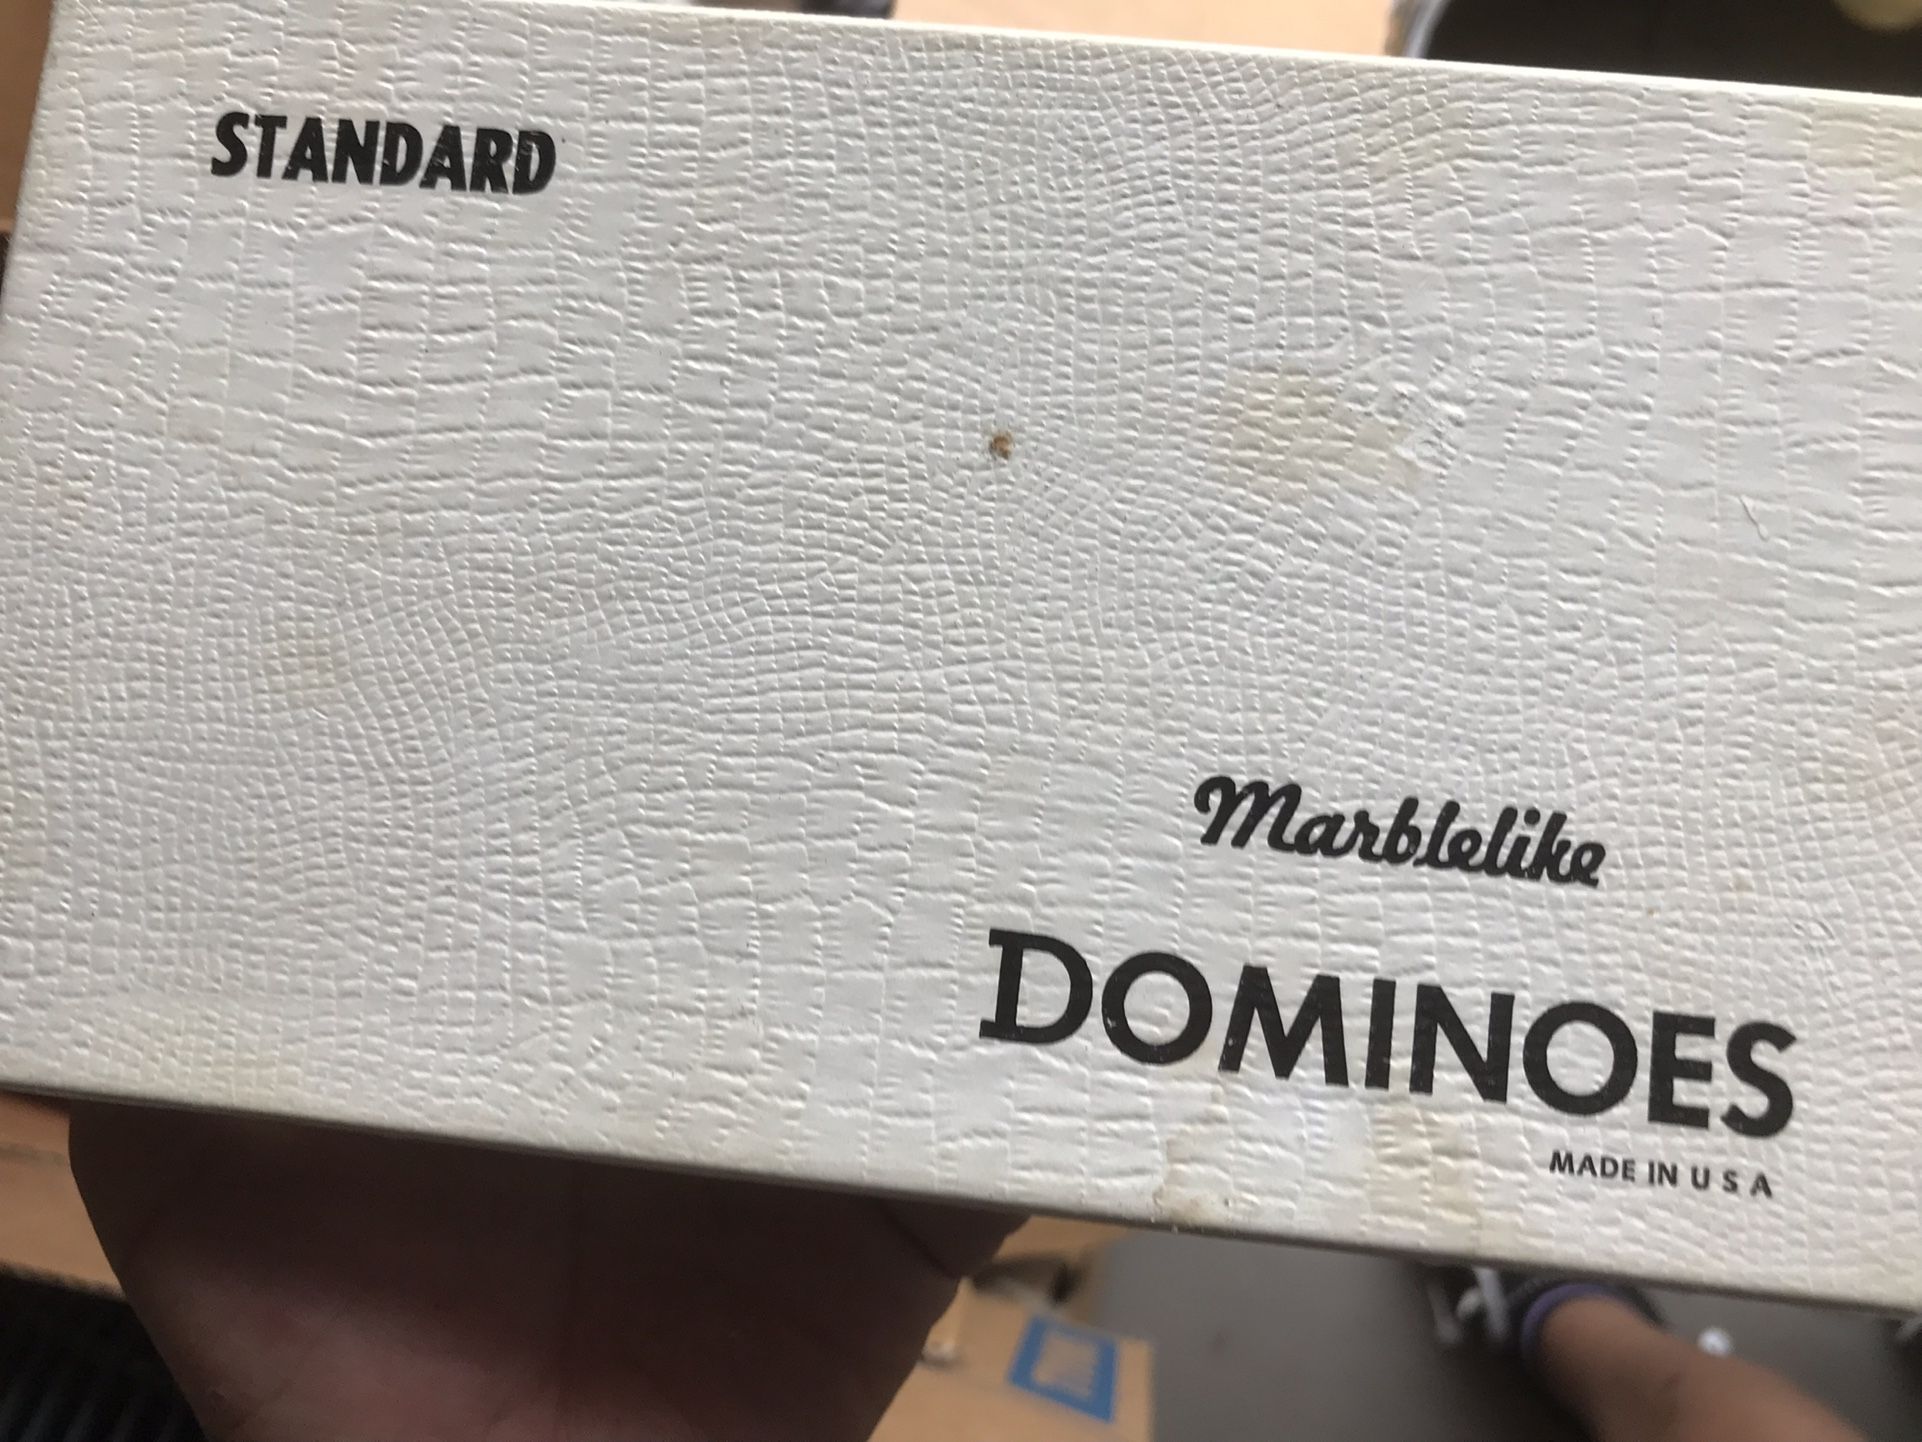 STANDARD
Marblelike
DOMINOES
MADE IN U S A